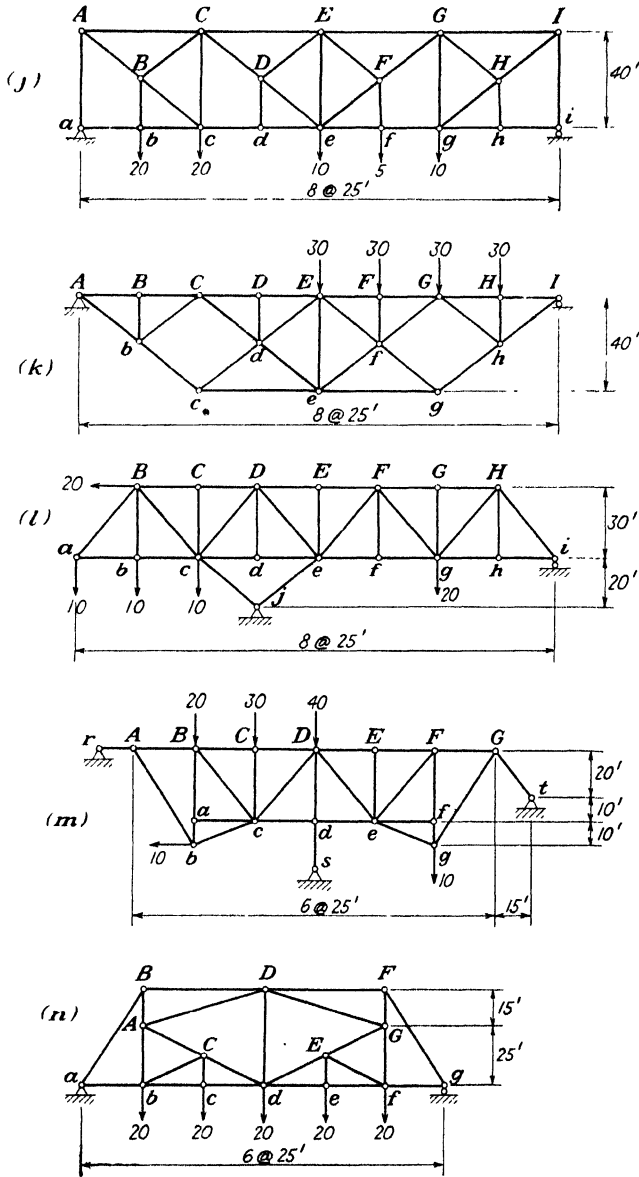 (j)
A C E G I
B D F H
40'
a b c d e f g h i
20 20 10 5 10
8 @ 25'
(k)
30 30 30 30
A B C D E F G H I
b d f h
40'
c e g
8 @ 25'
(l)
B C D E F G H
20
30'
a b c d e f g h i
10 10 10 20
j
20'
8 @ 25'
(m)
20 30 40
r A B C D E F G
20'
t
a c d e f
10'
10'
10 b s g
10
6 @ 25'
15'
(n)
B D F
15'
A G
C E
25'
a b c d e f g
20 20 20 20 20
6 @ 25'